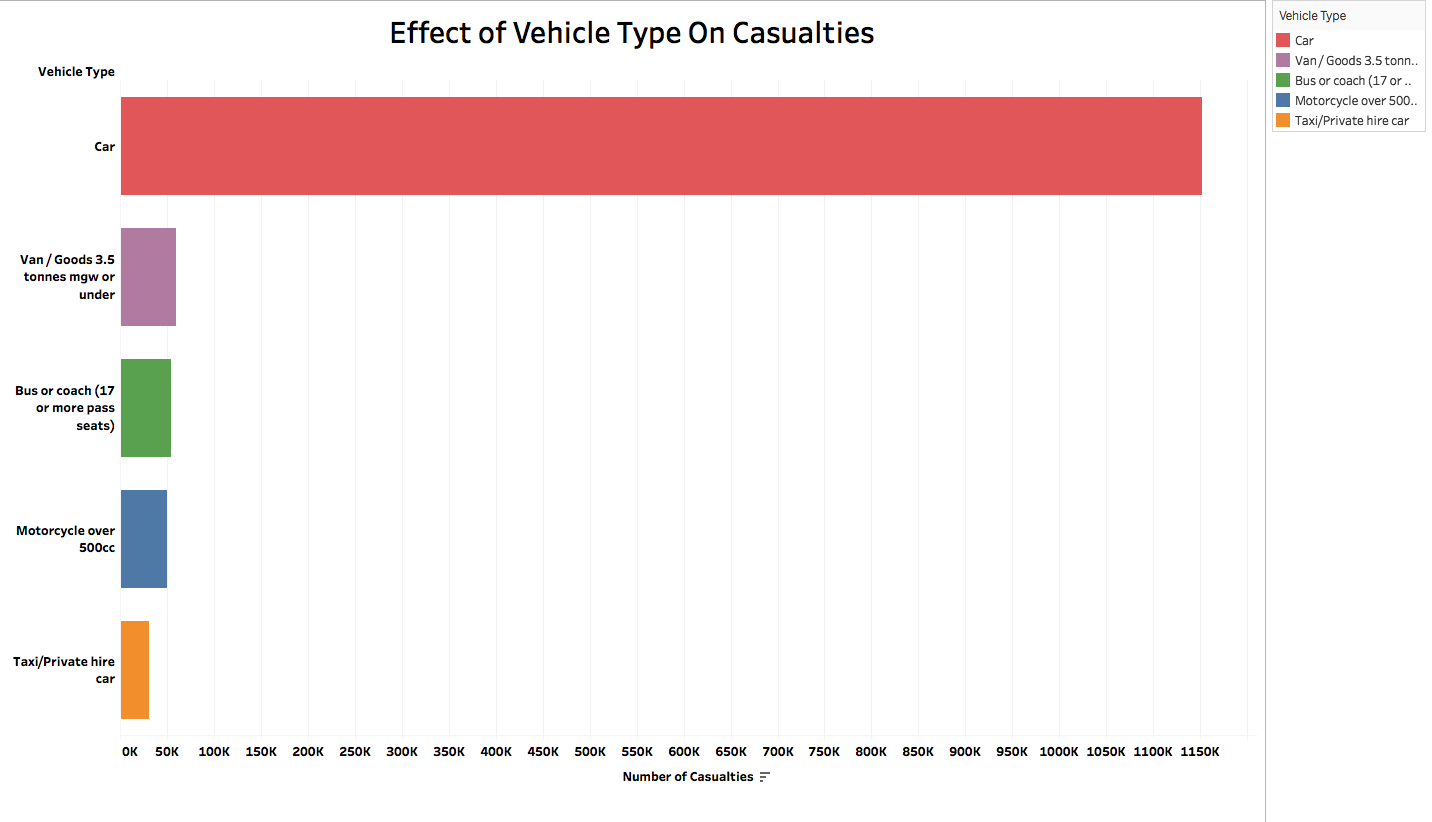 Effect of Vehicle Type On Casualties
Vehicle Type
Car
Van / Goods 3.5
tonnes mgw or
under
Bus or coach (17
or more pass
seats)
Motorcycle over
500cc
Taxi/Private hire
car
0K 50K 100K 150K 200K 250K 300K 350K 400K 450K 500K 550K 600K 650K 700K 750K 800K 850K 900K 950K 1000K 1050K 1100K 1150K
Number of Casualties
Vehicle Type
Car
Van / Goods 3.5 tonn..
Bus or coach (17 or ..
Motorcycle over 500..
Taxi/Private hire car